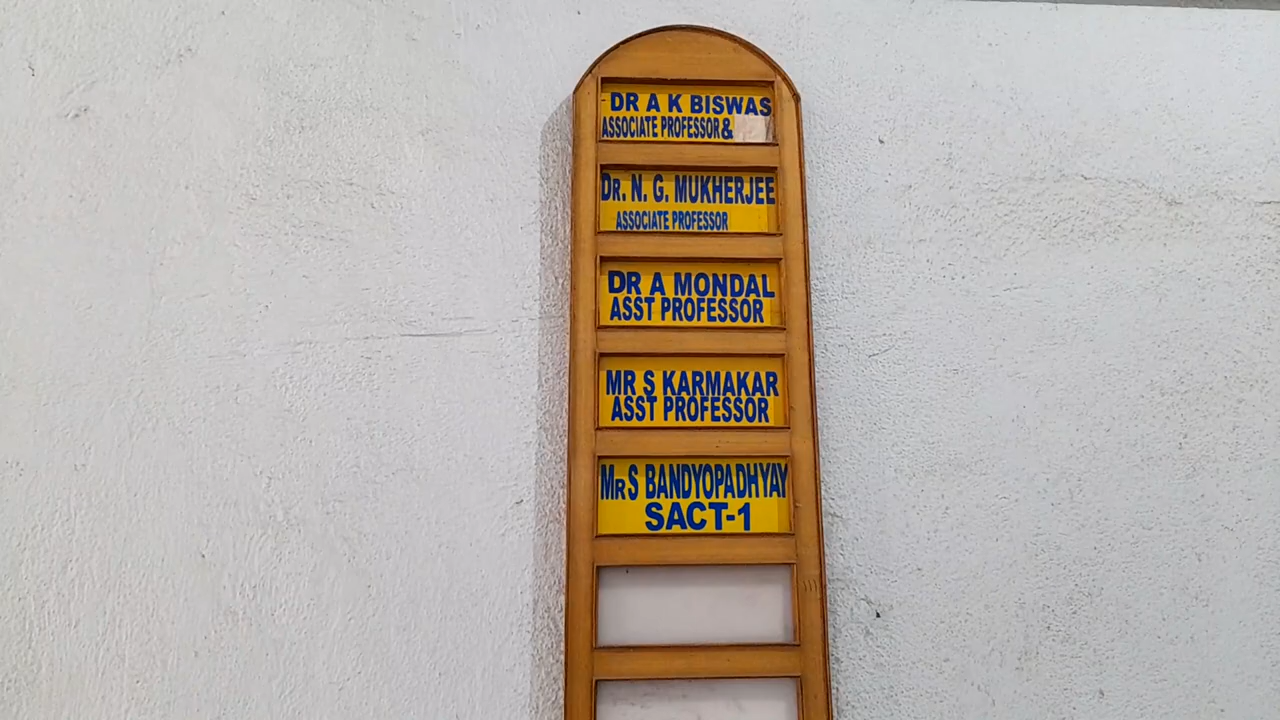 DR A K BISWAS
ASSOCIATE PROFESSOR &
DR. N. G. MUKHERJEE
ASSOCIATE PROFESSOR
DR A MONDAL
ASST PROFESSOR
MR S KARMAKAR
ASST PROFESSOR
MR S BANDYOPADHYAY
SACT-1